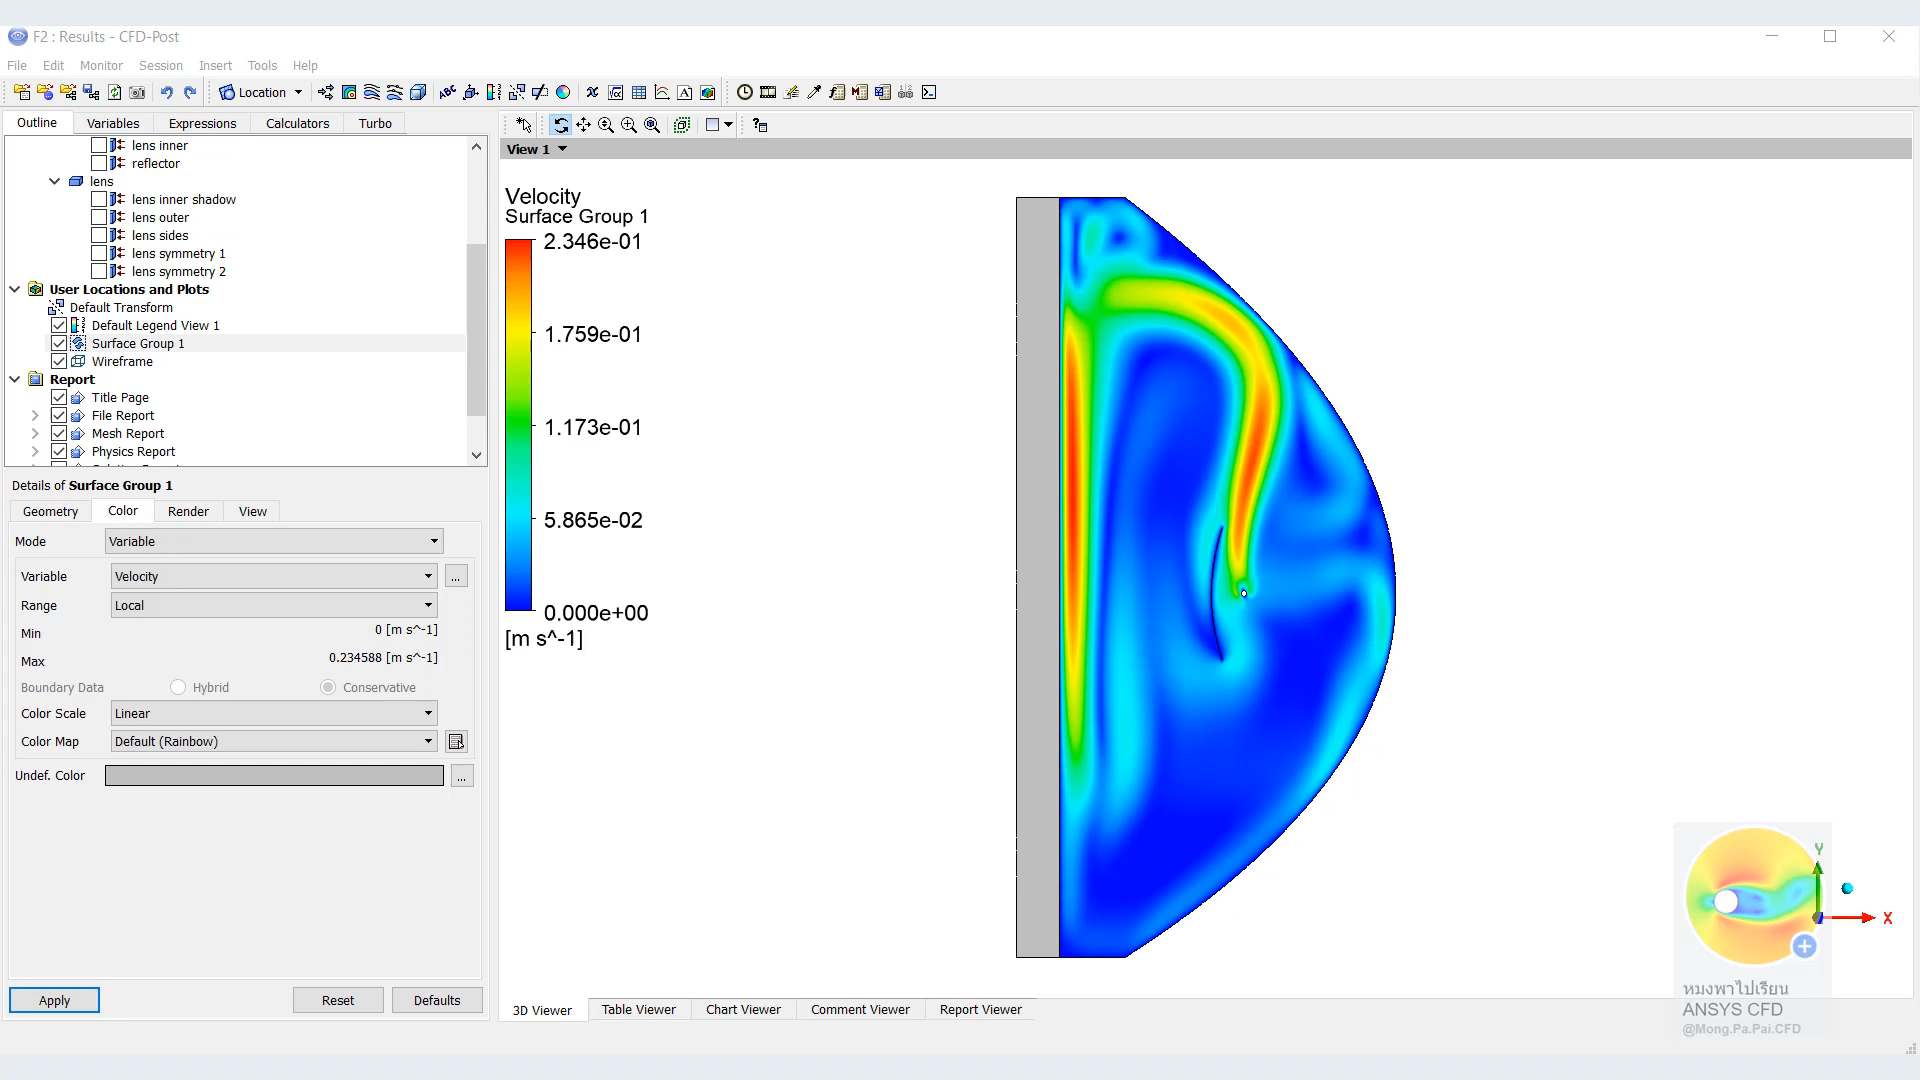 F2 : Results - CFD-Post
File Edit Monitor Session Insert Tools Help
Location
Outline Variables Expressions Calculators Turbo
lens inner
reflector
lens
lens inner shadow
lens outer
lens sides
lens symmetry 1
lens symmetry 2
User Locations and Plots
Default Transform
Default Legend View 1
Surface Group 1
Wireframe
Report
Title Page
File Report
Mesh Report
Physics Report
Details of Surface Group 1
Geometry Color Render View
Mode Variable
Variable Velocity ...
Range Local
Min 0 [m s^-1]
Max 0.234588 [m s^-1]
Boundary Data Hybrid Conservative
Color Scale Linear
Color Map Default (Rainbow)
Undef. Color ...
Apply Reset Defaults
View 1
Velocity
Surface Group 1
2.346e-01
1.759e-01
1.173e-01
5.865e-02
0.000e+00
[m s^-1]
Y
X
หมงพาไปเรียน
ANSYS CFD
@Mong.Pa.Pai.CFD
3D Viewer Table Viewer Chart Viewer Comment Viewer Report Viewer